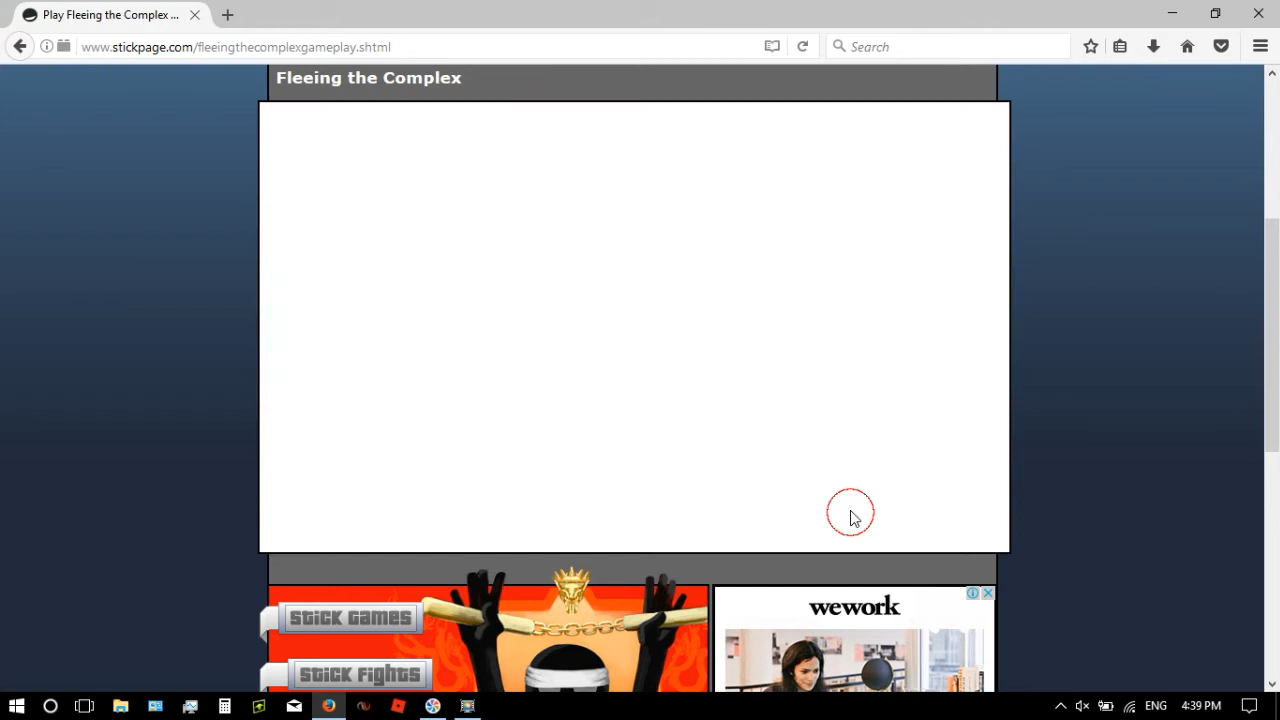 Play Fleeing the Complex ...
www.stickpage.com/fleeingthecomplexgameplay.shtml
Search
Fleeing the Complex
STICK GAMES
STICK FIGHTS
wework
ENG
4:39 PM